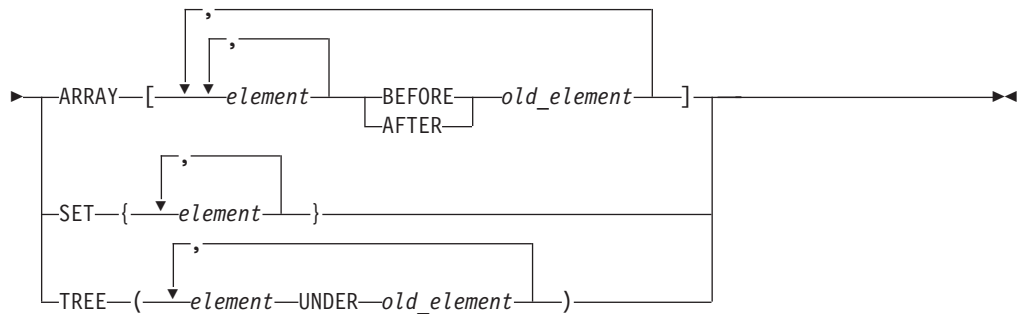 ,
,
ARRAY [ element BEFORE old_element ]
AFTER
,
SET { element }
,
TREE ( element UNDER old_element )